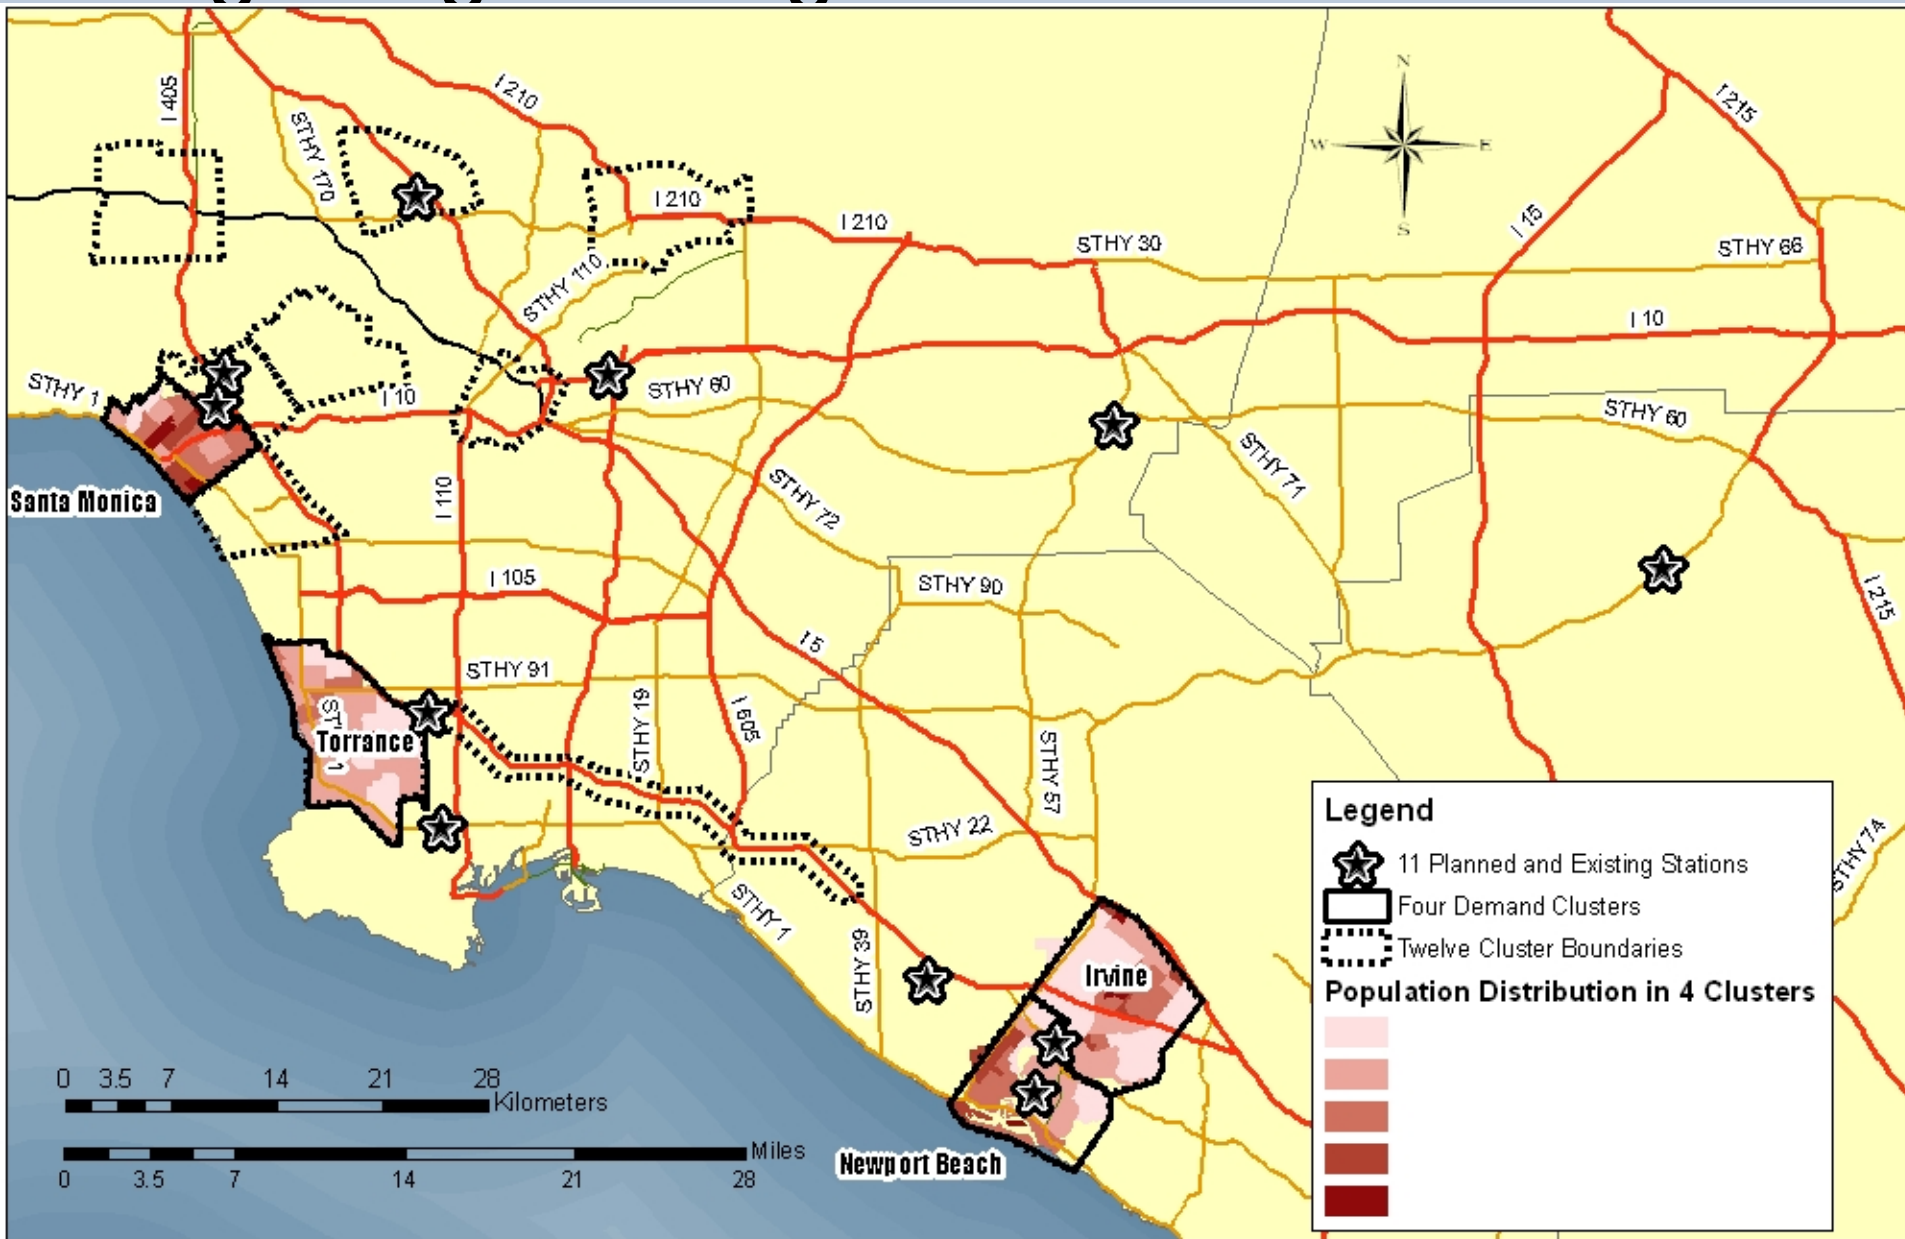 I 405
I 210
STHY 170
I 215
N
W
E
S
I 210
I 210
STHY 30
I 15
STHY 66
STHY 110
I 10
STHY 1
I 10
STHY 60
STHY 60
STHY 71
Santa Monica
I 110
STHY 72
I 105
STHY 90
I 215
I 5
STHY 91
STHY 19
I 605
Torrance
STHY 57
STHY 22
STHY 1
STHY 39
Irvine
STHY 74
Newport Beach
0 3.5 7 14 21 28
Kilometers
Miles
0 3.5 7 14 21 28
Legend
11 Planned and Existing Stations
Four Demand Clusters
Twelve Cluster Boundaries
Population Distribution in 4 Clusters